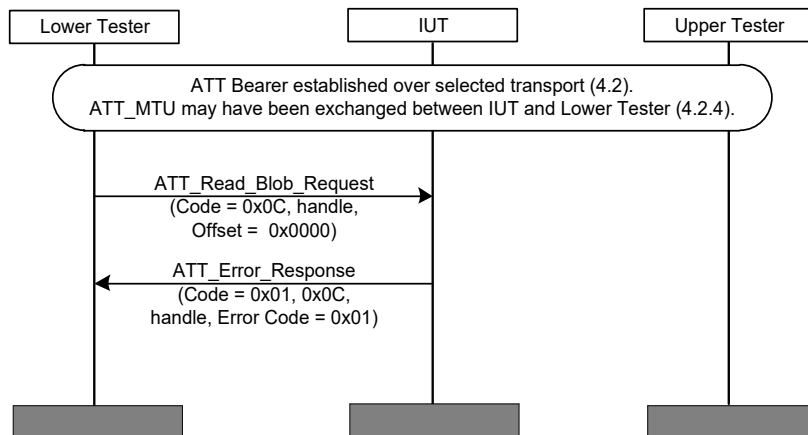 Lower Tester
IUT
Upper Tester
ATT Bearer established over selected transport (4.2).
ATT_MTU may have been exchanged between IUT and Lower Tester (4.2.4).
ATT_Read_Blob_Request
(Code = 0x0C, handle,
Offset = 0x0000)
ATT_Error_Response
(Code = 0x01, 0x0C,
handle, Error Code = 0x01)